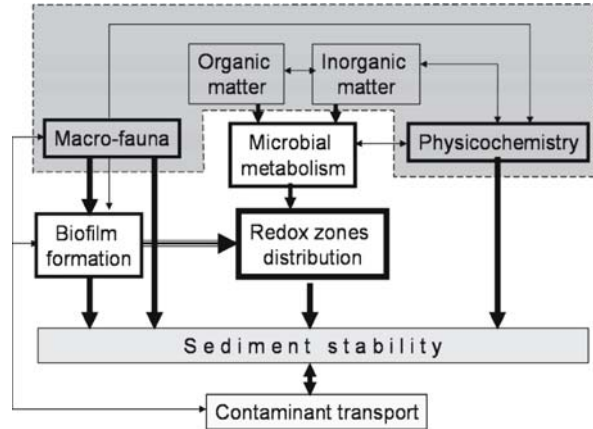 Organic
matter
Inorganic
matter
Macro-fauna
Microbial
metabolism
Physicochemistry
Biofilm
formation
Redox zones
distribution
Sediment stability
Contaminant transport